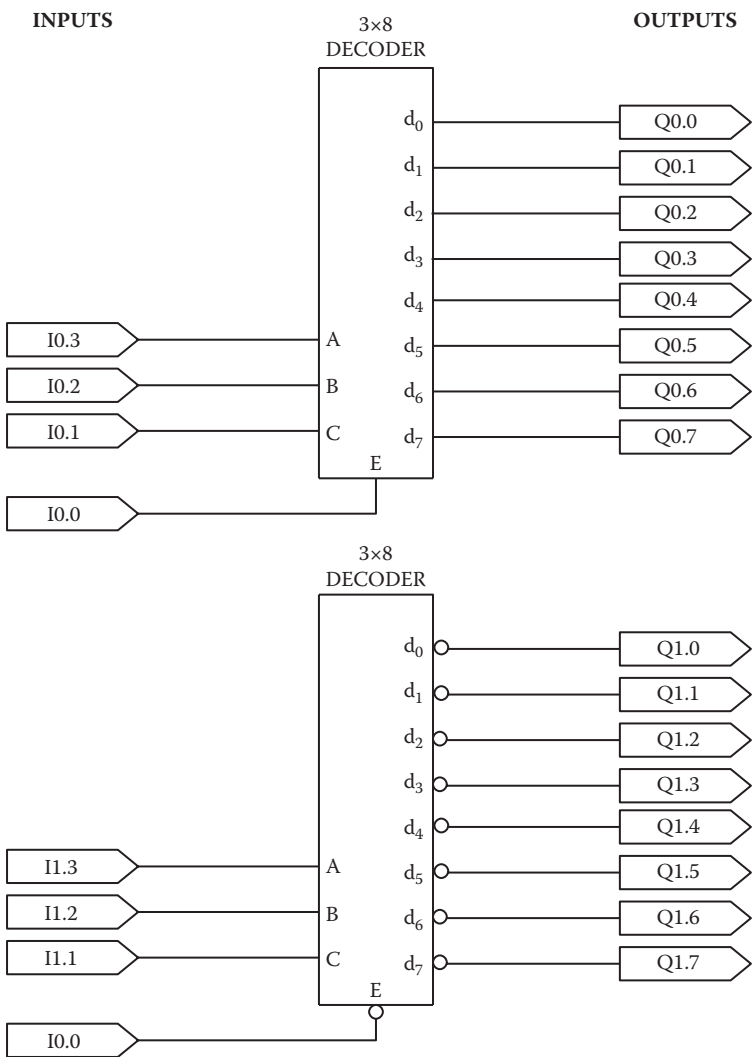 INPUTS
3×8
DECODER
OUTPUTS
d0
Q0.0
d1
Q0.1
d2
Q0.2
d3
Q0.3
d4
Q0.4
I0.3
A
d5
Q0.5
I0.2
B
d6
Q0.6
I0.1
C
d7
Q0.7
E
I0.0
3×8
DECODER
d0
Q1.0
d1
Q1.1
d2
Q1.2
d3
Q1.3
d4
Q1.4
I1.3
A
d5
Q1.5
I1.2
B
d6
Q1.6
I1.1
C
d7
Q1.7
E
I0.0